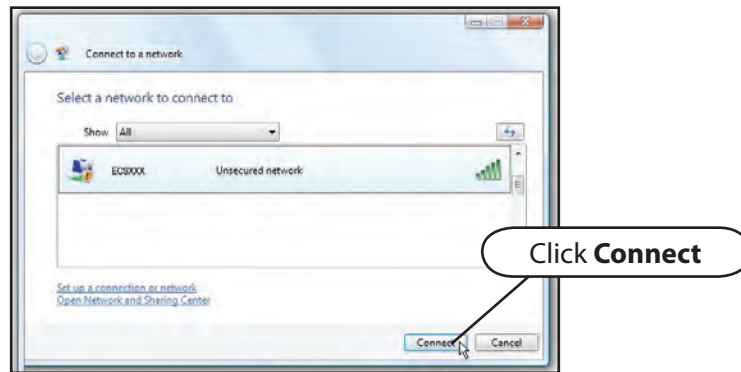 Connect to a network
Select a network to connect to
Show All
ECSXXX Unsecured network
Click Connect
Set up a connection or network
Open Network and Sharing Center
Connect Cancel